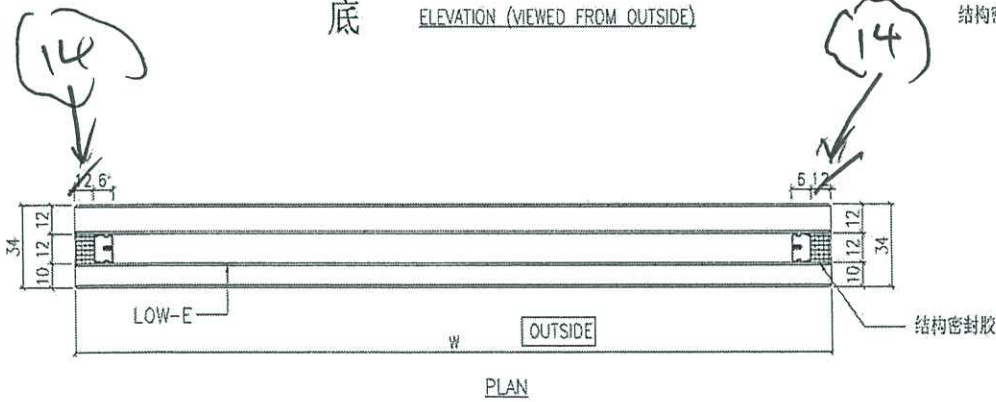 底
ELEVATION (VIEWED FROM OUTSIDE)
结构密
14
14
12 6
6 12
34
12
12
10
12
12
10
34
LOW-E
OUTSIDE
W
结构密封胶
PLAN